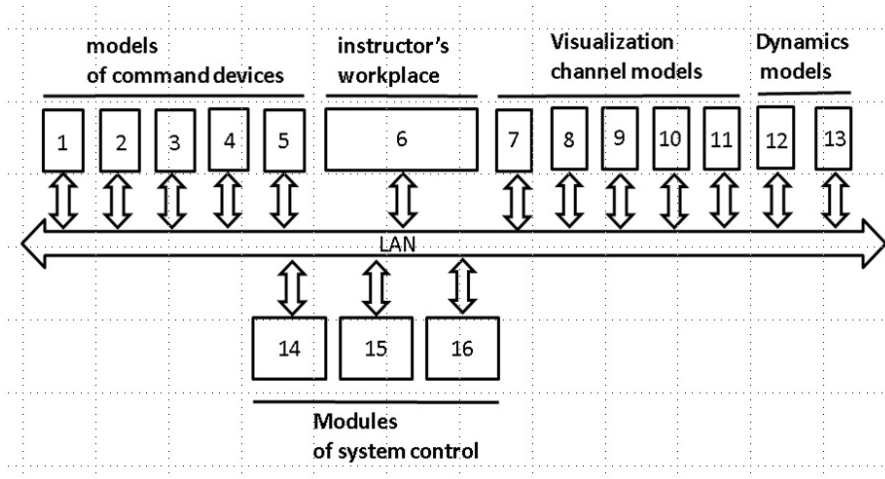 models
of command devices
instructor's
workplace
Visualization
channel models
Dynamics
models
1
2
3
4
5
6
7
8
9
10
11
12
13
LAN
14
15
16
Modules
of system control